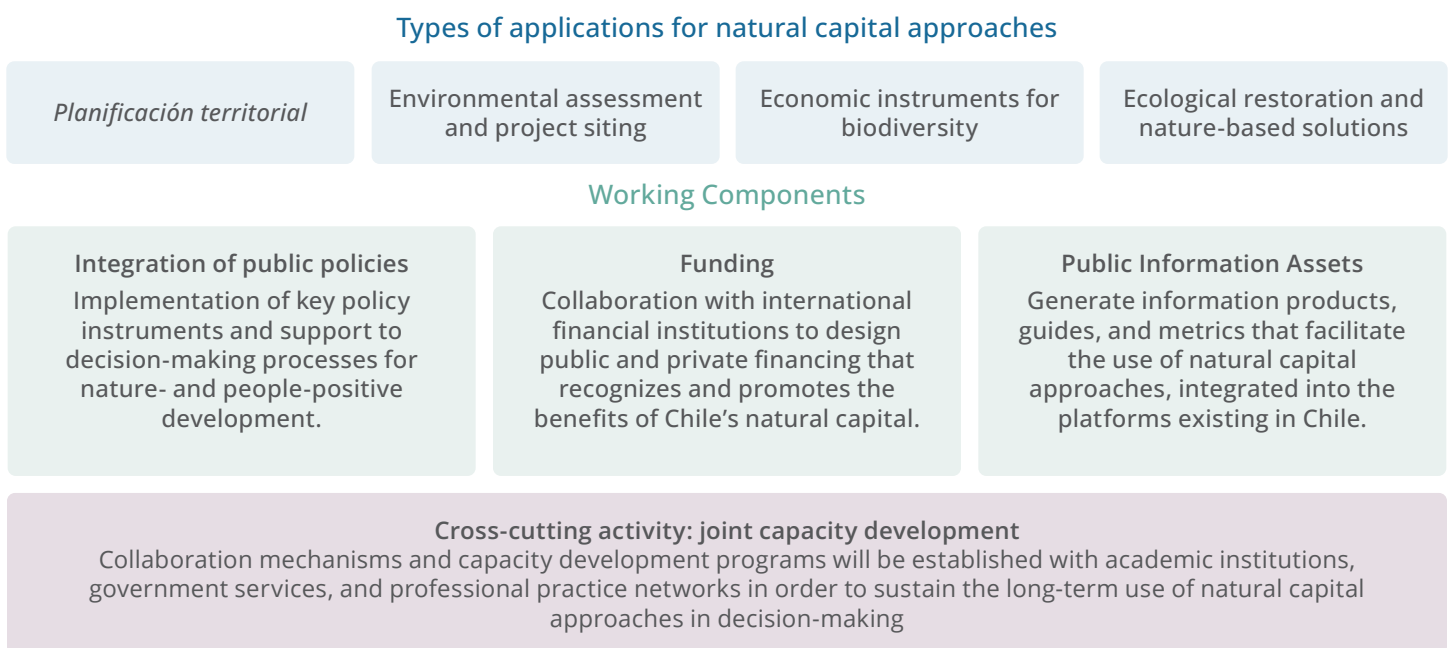 Types of applications for natural capital approaches
Planificación territorial
Environmental assessment
and project siting
Economic instruments for
biodiversity
Ecological restoration and
nature-based solutions
Working Components
Integration of public policies
Implementation of key policy
instruments and support to
decision-making processes for
nature- and people-positive
development.
Funding
Collaboration with international
financial institutions to design
public and private financing that
recognizes and promotes the
benefits of Chile’s natural capital.
Public Information Assets
Generate information products,
guides, and metrics that facilitate
the use of natural capital
approaches, integrated into the
platforms existing in Chile.
Cross-cutting activity: joint capacity development
Collaboration mechanisms and capacity development programs will be established with academic institutions,
government services, and professional practice networks in order to sustain the long-term use of natural capital
approaches in decision-making